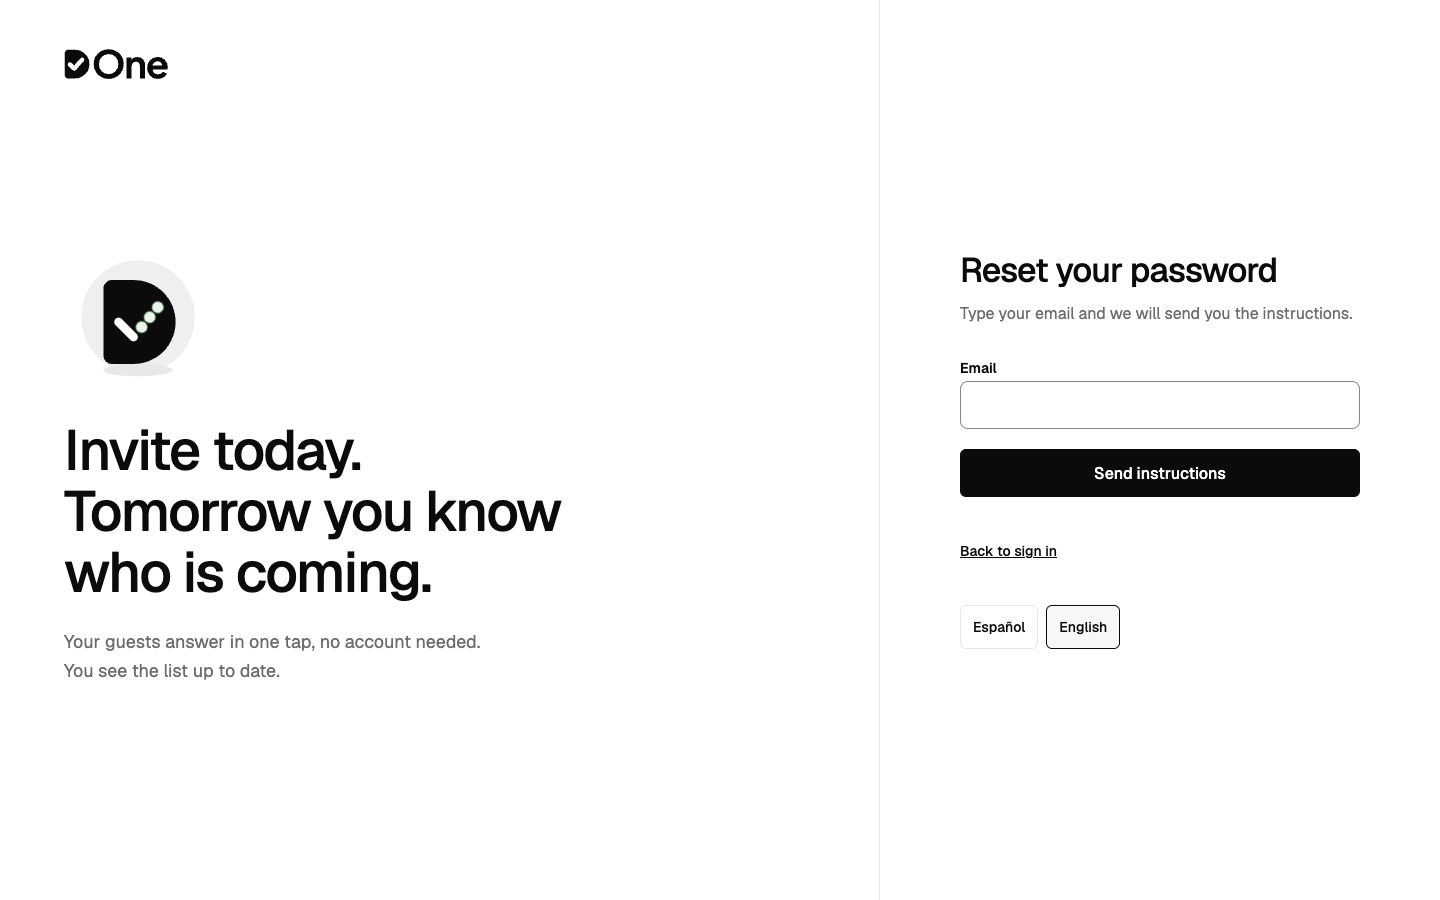 One
Invite today.
Tomorrow you know
who is coming.
Your guests answer in one tap, no account needed.
You see the list up to date.
Reset your password
Type your email and we will send you the instructions.
Email
Send instructions
Back to sign in
Español
English